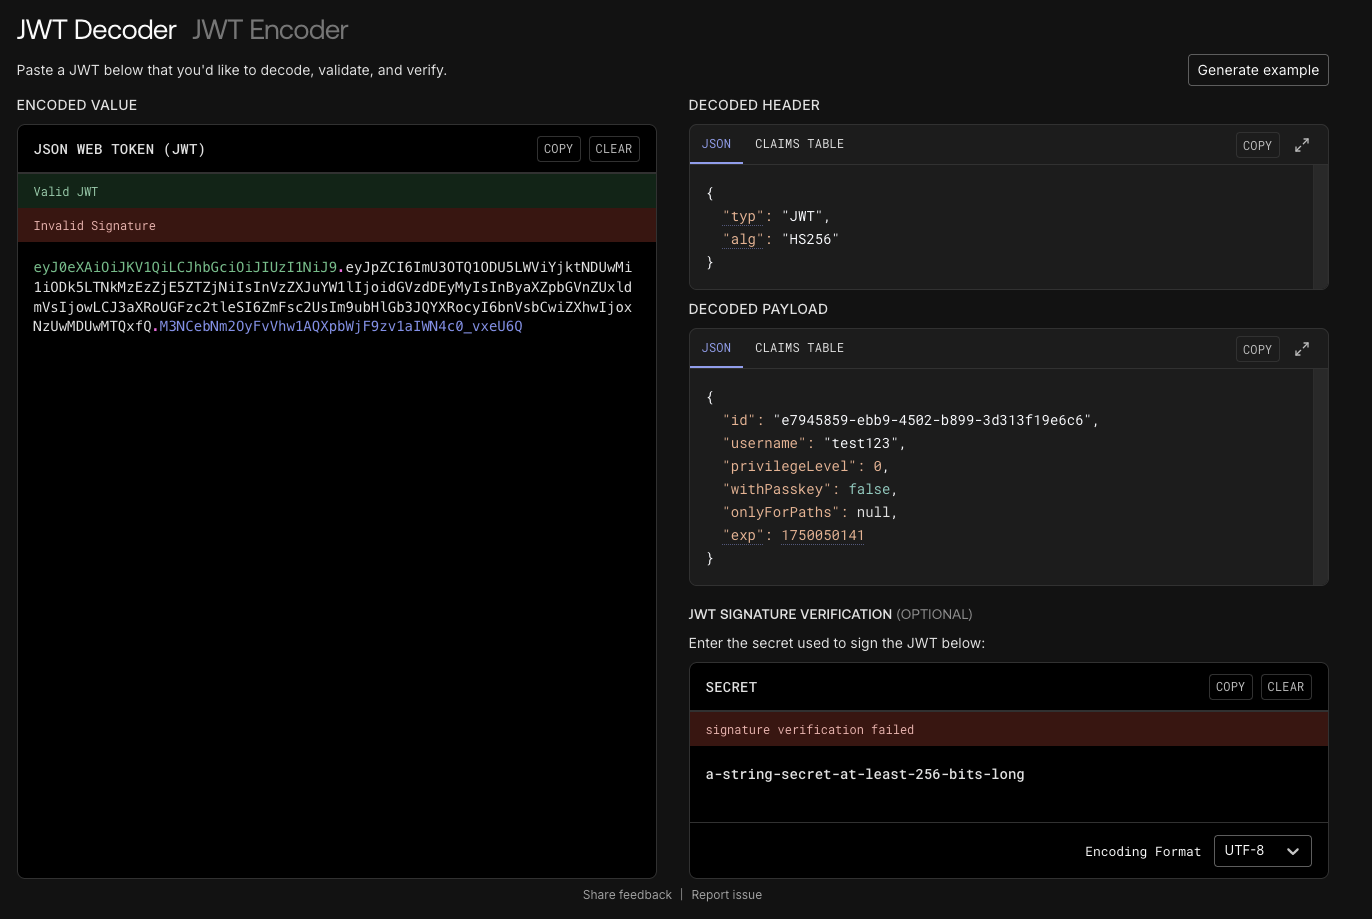 JWT Decoder JWT Encoder
Paste a JWT below that you'd like to decode, validate, and verify.
Generate example
ENCODED VALUE
JSON WEB TOKEN (JWT)
COPY
CLEAR
Valid JWT
Invalid Signature
eyJ0eXAiOiJKV1QiLCJhbGciOiJIUzI1NiJ9.eyJpZCI6ImU3OTQ1ODU5LWViYjktNDUwMi
1iODk5LTNkMzEzZjE5ZTZjNiIsInVzZXJuYW1lIjoidGVzdDEyMyIsInByaXZpbGVnZUxld
mVsIjowLCJ3aXRoUGFzc2tleSI6ZmFsc2UsIm9ubHlGb3JQYXRocyI6bnVsbCwiZXhwIjox
NzUwMDUwMTQxfQ.M3NCebNm2OyFvVhw1AQXpbWjF9zv1aIWN4c0_vxeU6Q
DECODED HEADER
JSON
CLAIMS TABLE
COPY
{
"typ": "JWT",
"alg": "HS256"
}
DECODED PAYLOAD
JSON
CLAIMS TABLE
COPY
{
"id": "e7945859-ebb9-4502-b899-3d313f19e6c6",
"username": "test123",
"privilegeLevel": 0,
"withPasskey": false,
"onlyForPaths": null,
"exp": 1750050141
}
JWT SIGNATURE VERIFICATION (OPTIONAL)
Enter the secret used to sign the JWT below:
SECRET
COPY
CLEAR
signature verification failed
a-string-secret-at-least-256-bits-long
Encoding Format
UTF-8
Share feedback | Report issue